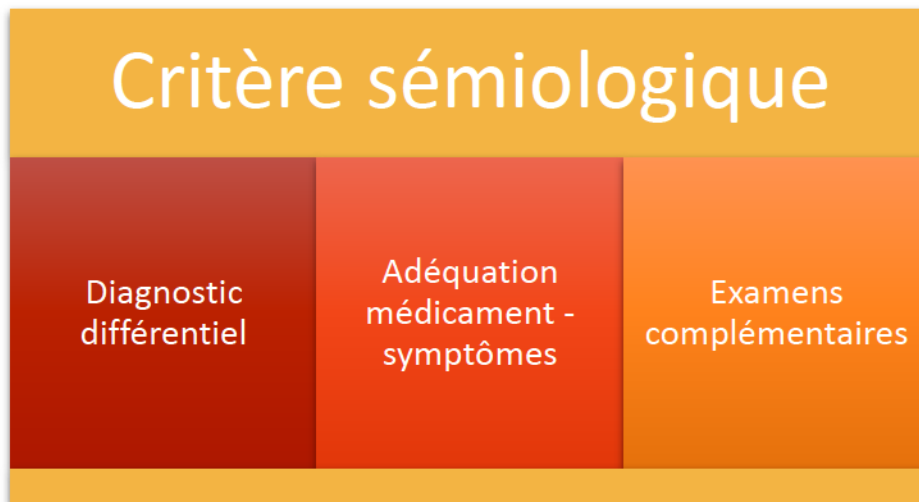 Critère sémiologique
Diagnostic
différentiel
Adéquation
médicament -
symptômes
Examens
complémentaires